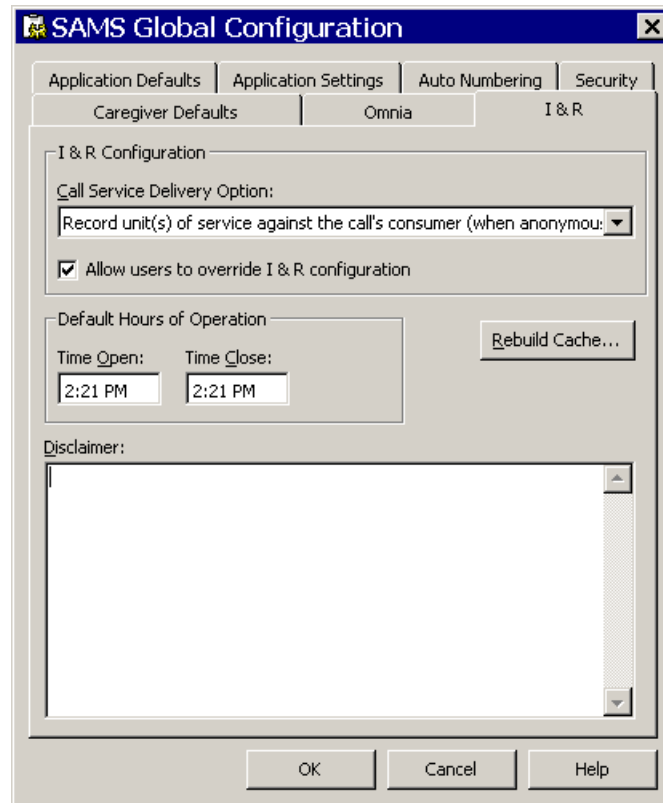 SAMS Global Configuration
Application Defaults Application Settings Auto Numbering Security
Caregiver Defaults Omnia I & R
I & R Configuration
Call Service Delivery Option:
Record unit(s) of service against the call's consumer (when anonymou
Allow users to override I & R configuration
Default Hours of Operation
Time Open: Time Close:
2:21 PM 2:21 PM
Rebuild Cache...
Disclaimer:
OK Cancel Help